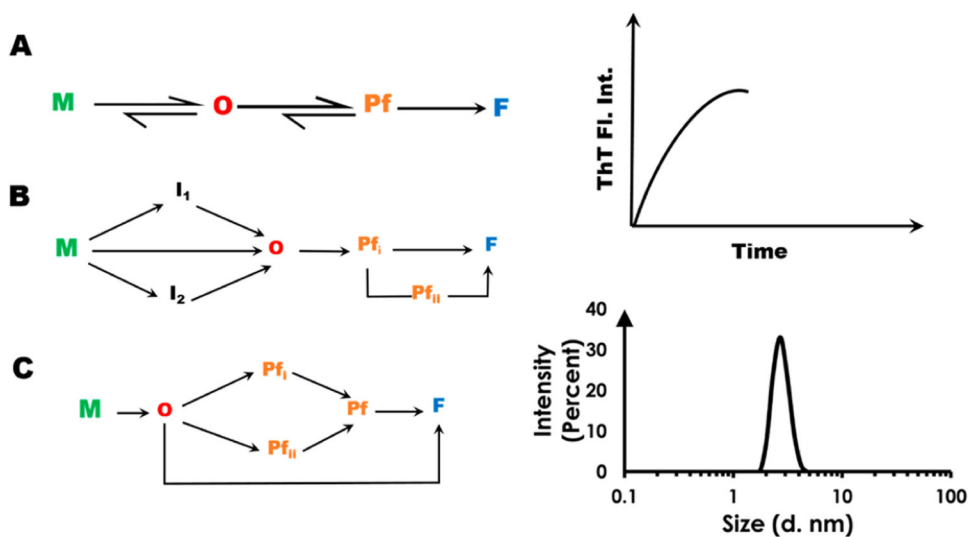 A
M O Pf F
B
I₁
M O Pfᵢ F
I₂ Pfᵢᵢ
C
Pfᵢ
M O Pf F
Pfᵢᵢ
ThT Fl. Int.
Time
Intensity
(Percent)
40
30
20
10
0
0.1 1 10 100
Size (d. nm)